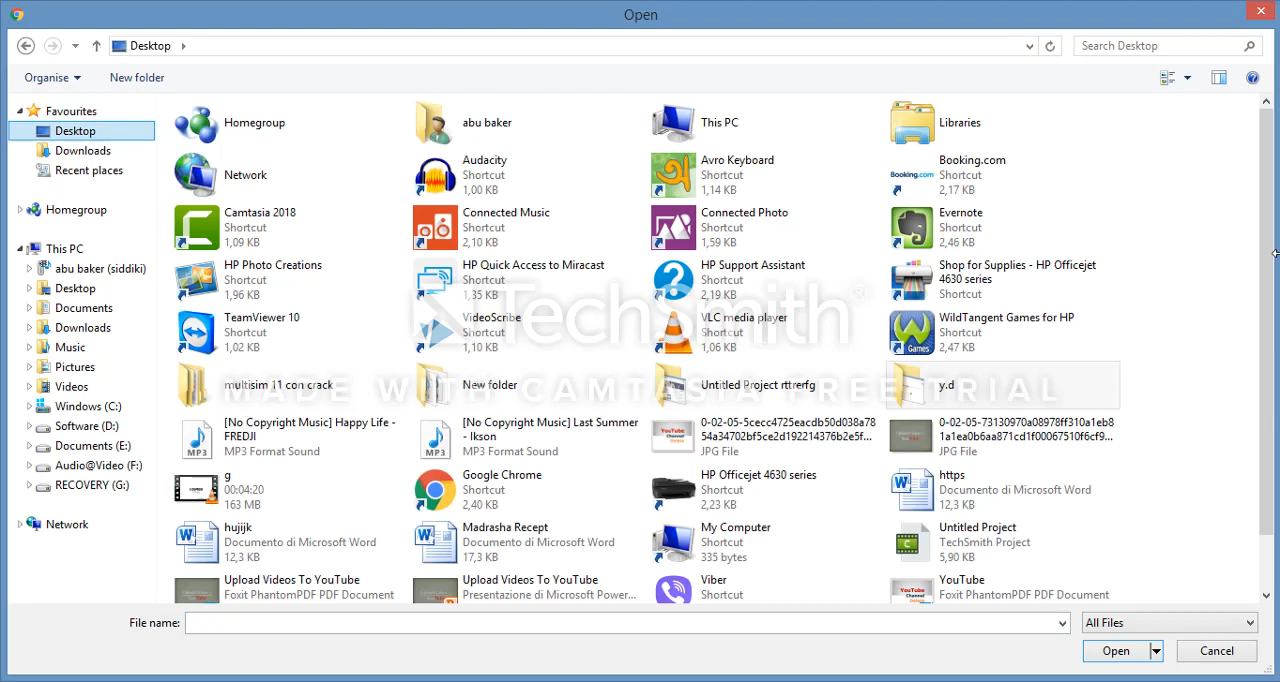 Open
Desktop
Search Desktop
Organise
New folder
Favourites
Desktop
Downloads
Recent places
Homegroup
This PC
abu baker (siddiki)
Desktop
Documents
Downloads
Music
Pictures
Videos
Windows (C:)
Software (D:)
Documents (E:)
Audio@Video (F:)
RECOVERY (G:)
Network
Homegroup
abu baker
This PC
Libraries
Network
Audacity
Shortcut
1,00 KB
Avro Keyboard
Shortcut
1,14 KB
Booking.com
Booking.com
Shortcut
2,17 KB
Camtasia 2018
Shortcut
1,09 KB
Connected Music
Shortcut
2,10 KB
Connected Photo
Shortcut
1,59 KB
Evernote
Shortcut
2,46 KB
HP Photo Creations
Shortcut
1,96 KB
HP Quick Access to Miracast
Shortcut
1,35 KB
HP Support Assistant
Shortcut
2,19 KB
Shop for Supplies - HP Officejet
4630 series
Shortcut
TechSmith®
TeamViewer 10
Shortcut
1,02 KB
VideoScribe
Shortcut
1,10 KB
VLC media player
Shortcut
1,06 KB
Games
WildTangent Games for HP
Shortcut
2,47 KB
MADE WITH CAMTASIA FREE TRIAL
multisim 11 con crack
New folder
Untitled Project rttrerfg
y.d
MP3
[No Copyright Music] Happy Life -
FREDJI
MP3 Format Sound
MP3
[No Copyright Music] Last Summer
- Ikson
MP3 Format Sound
0-02-05-5cecc4725eacdb50d038a78
54a34702bf5ce2d192214376b2e5f...
JPG File
0-02-05-73130970a08978ff310a1eb8
1a1ea0b6aa871cd1f00067510f6cf9...
JPG File
g
00:04:20
163 MB
Google Chrome
Shortcut
2,40 KB
HP Officejet 4630 series
Shortcut
2,23 KB
https
Documento di Microsoft Word
12,3 KB
hujijk
Documento di Microsoft Word
12,3 KB
Madrasha Recept
Documento di Microsoft Word
17,3 KB
My Computer
Shortcut
335 bytes
Untitled Project
TechSmith Project
5,90 KB
Upload Videos To YouTube
Foxit PhantomPDF PDF Document
Upload Videos To YouTube
Presentazione di Microsoft Power...
Viber
Shortcut
YouTube
Foxit PhantomPDF PDF Document
File name:
All Files
Open
Cancel